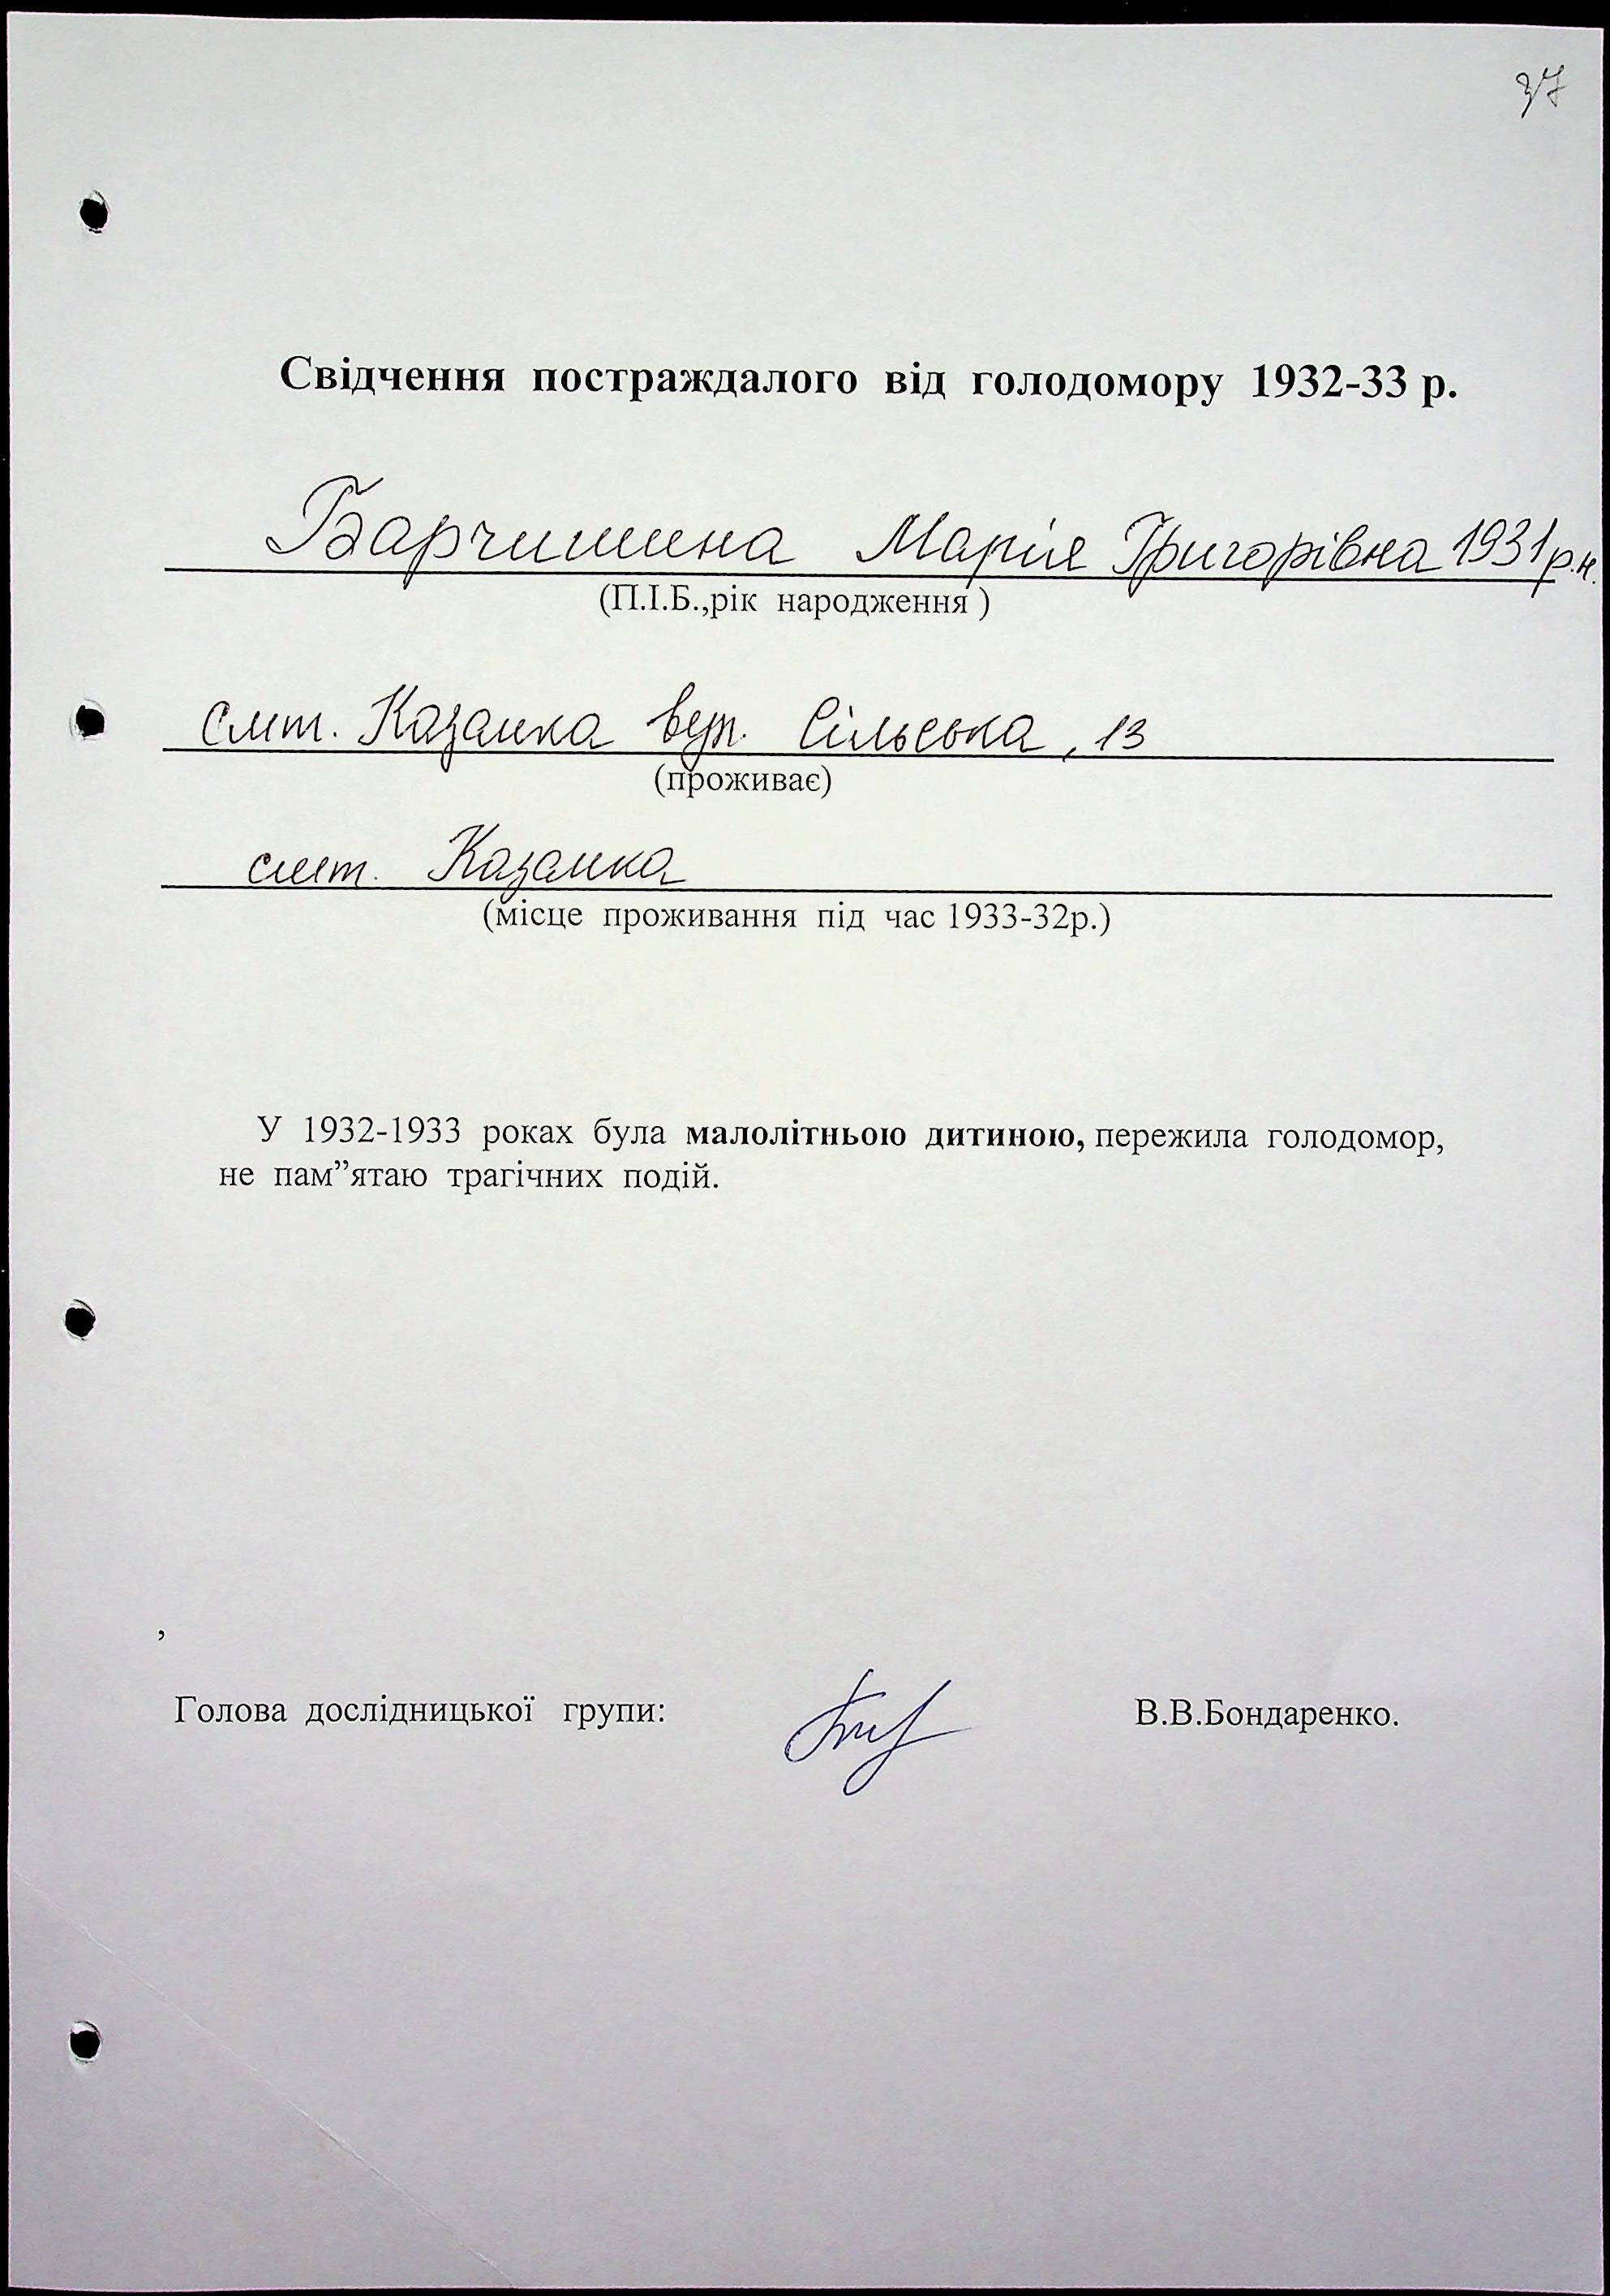 37
Свідчення постраждалого від голодомору 1932-33 р.
Барчишина Марія Григорівна 1931 р.н.
(П.І.Б.,рік народження )
смт. Казанка вул. Сільська, 13
(проживає)
смт. Казанка
(місце проживання під час 1933-32р.)
У 1932-1933 роках була малолітньою дитиною, пережила голодомор,
не пам”ятаю трагічних подій.
,
Голова дослідницької групи: В.В.Бондаренко.